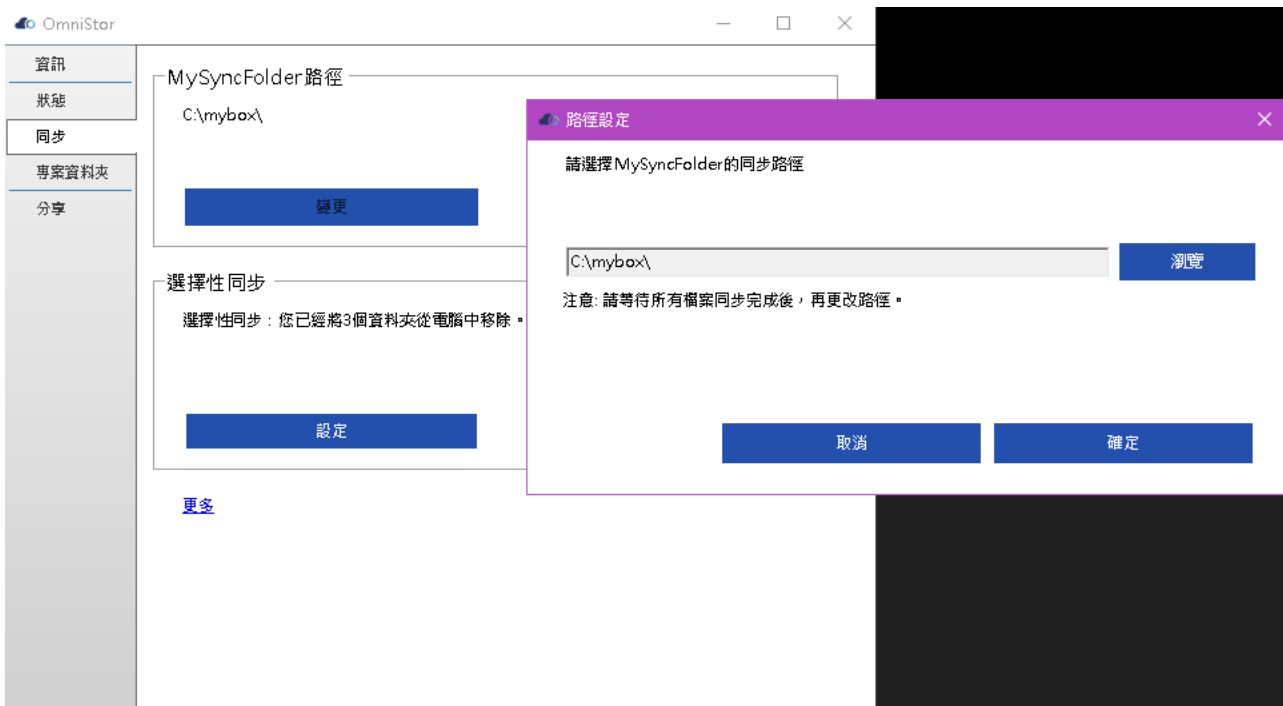 OmniStor
資訊
狀態
同步
專案資料夾
分享
MySyncFolder路徑
C:\mybox\
變更
選擇性同步
選擇性同步：您已經將3個資料夾從電腦中移除。
設定
更多
路徑設定
請選擇MySyncFolder的同步路徑
C:\mybox\
瀏覽
注意: 請等待所有檔案同步完成後，再更改路徑。
取消
確定